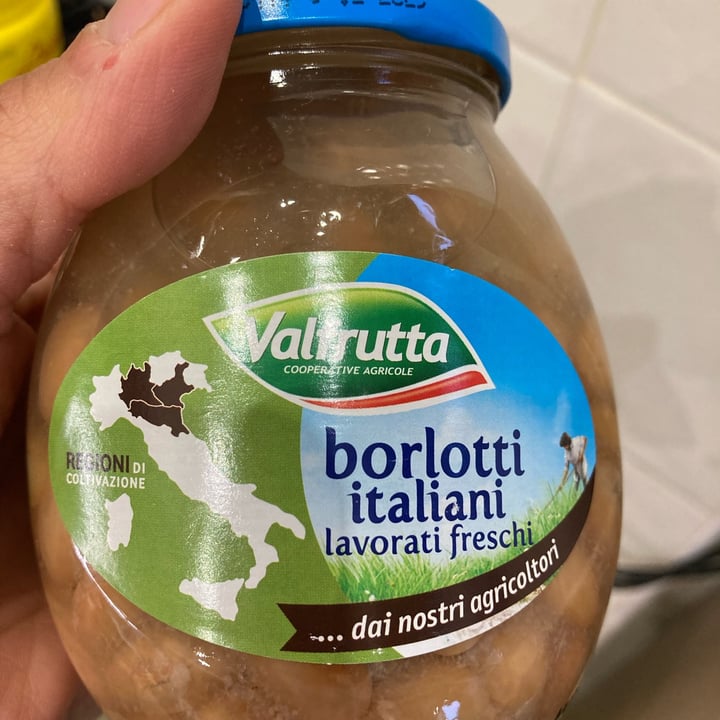 Valfrutta
COOPERATIVE AGRICOLE
REGIONI DI
COLTIVAZIONE
borlotti
italiani
lavorati freschi
... dai nostri agricoltori